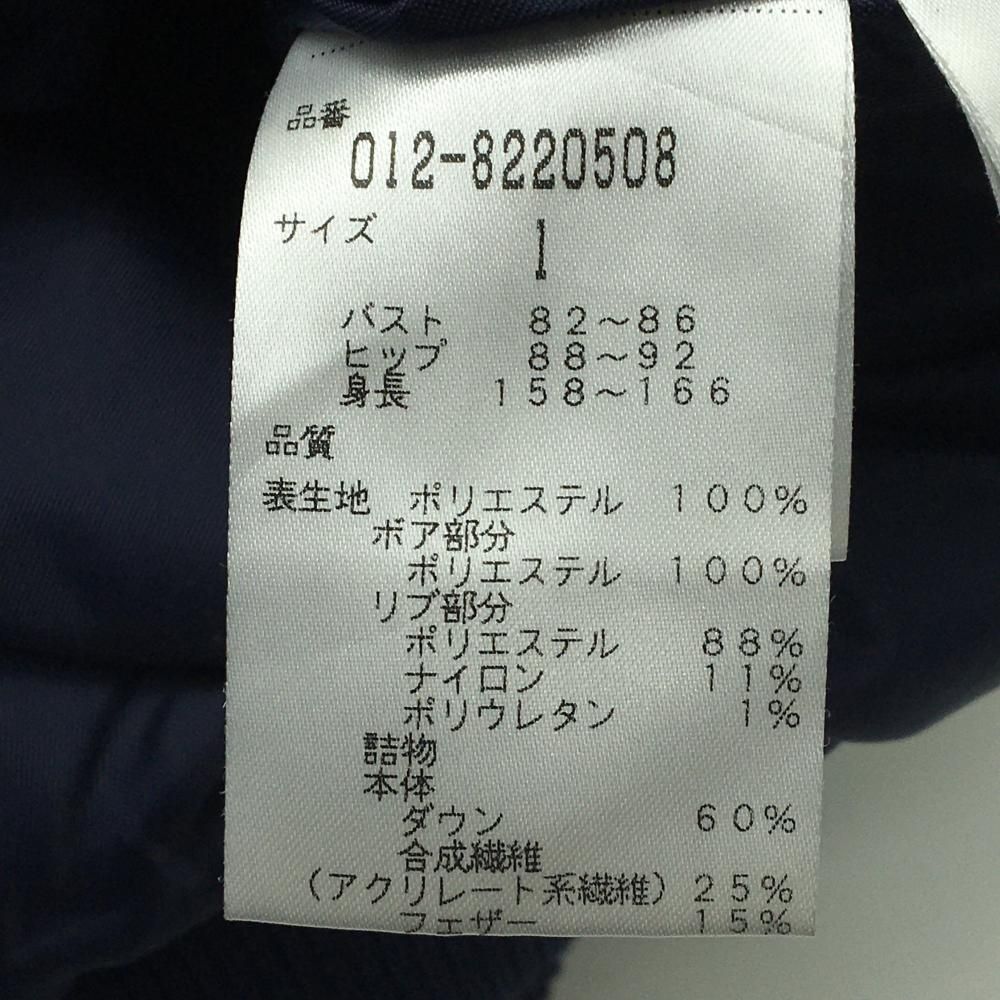 品番
012-8220508
サイズ 1
バスト 82～86
ヒップ 88～92
身長 158～166
品質
表生地 ポリエステル 100%
ボア部分
ポリエステル 100%
リブ部分
ポリエステル 88%
ナイロン 11%
ポリウレタン 1%
詰物
本体
ダウン 60%
合成繊維
(アクリレート系繊維) 25%
フェザー 15%